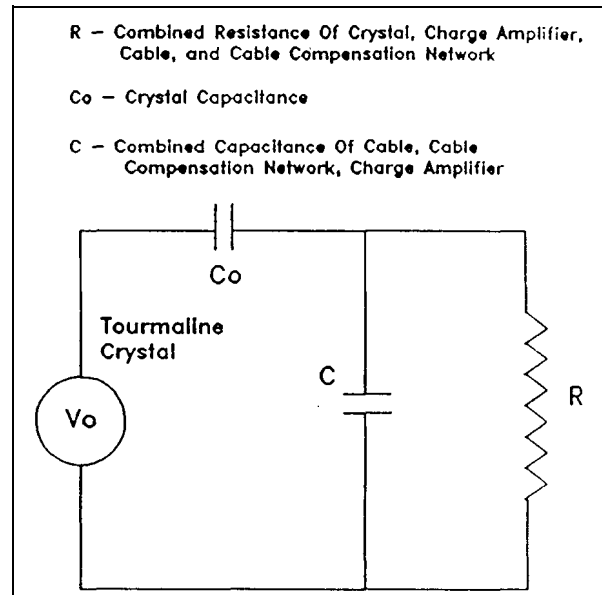 R – Combined Resistance Of Crystal, Charge Amplifier,
Cable, and Cable Compensation Network
Co – Crystal Capacitance
C – Combined Capacitance Of Cable, Cable
Compensation Network, Charge Amplifier
Co
Tourmaline
Crystal
C
R
Vo